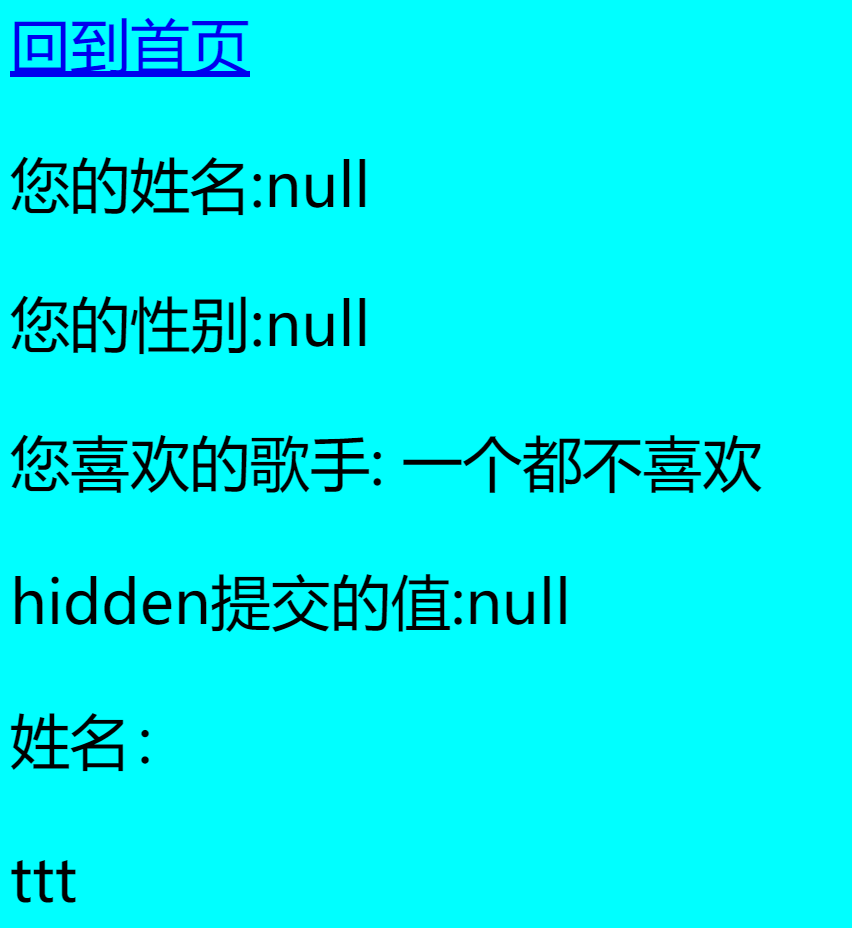 回到首页
您的姓名:null
您的性别:null
您喜欢的歌手: 一个都不喜欢
hidden提交的值:null
姓名：
ttt